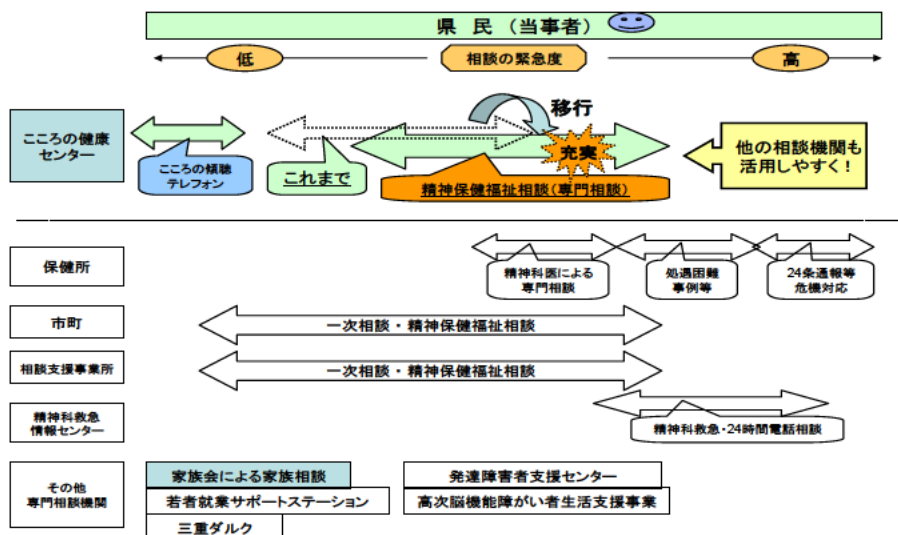 県 民 （当事者）
低
相談の緊急度
高
移行
こころの健康
センター
充実
他の相談機関も
活用しやすく！
こころの傾聴
テレフォン
これまで
精神保健福祉相談（専門相談）
保健所
精神科医による
専門相談
処遇困難
事例等
24条通報等
危機対応
市町
一次相談・精神保健福祉相談
相談支援事業所
一次相談・精神保健福祉相談
精神科救急
情報センター
精神科救急・24時間電話相談
その他
専門相談機関
家族会による家族相談
発達障害者支援センター
若者就業サポートステーション
高次脳機能障がい者生活支援事業
三重ダルク